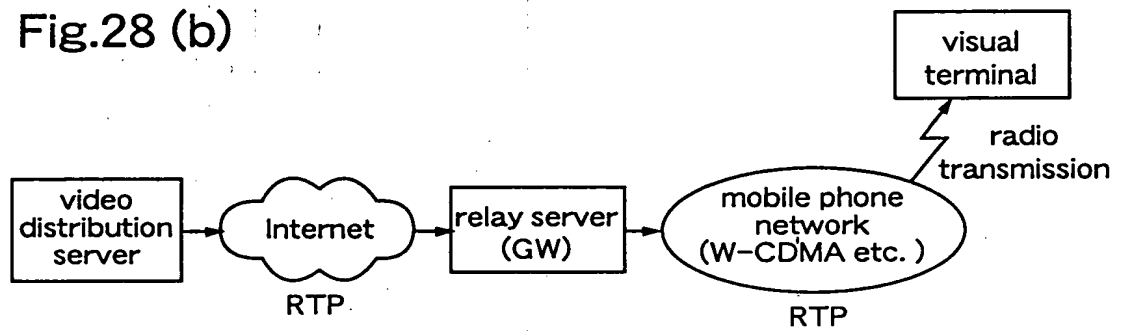 Fig.28 (b)
visual
terminal
radio
transmission
video
distribution
server
Internet
RTP
relay server
(GW)
mobile phone
network
(W-CDMA etc. )
RTP